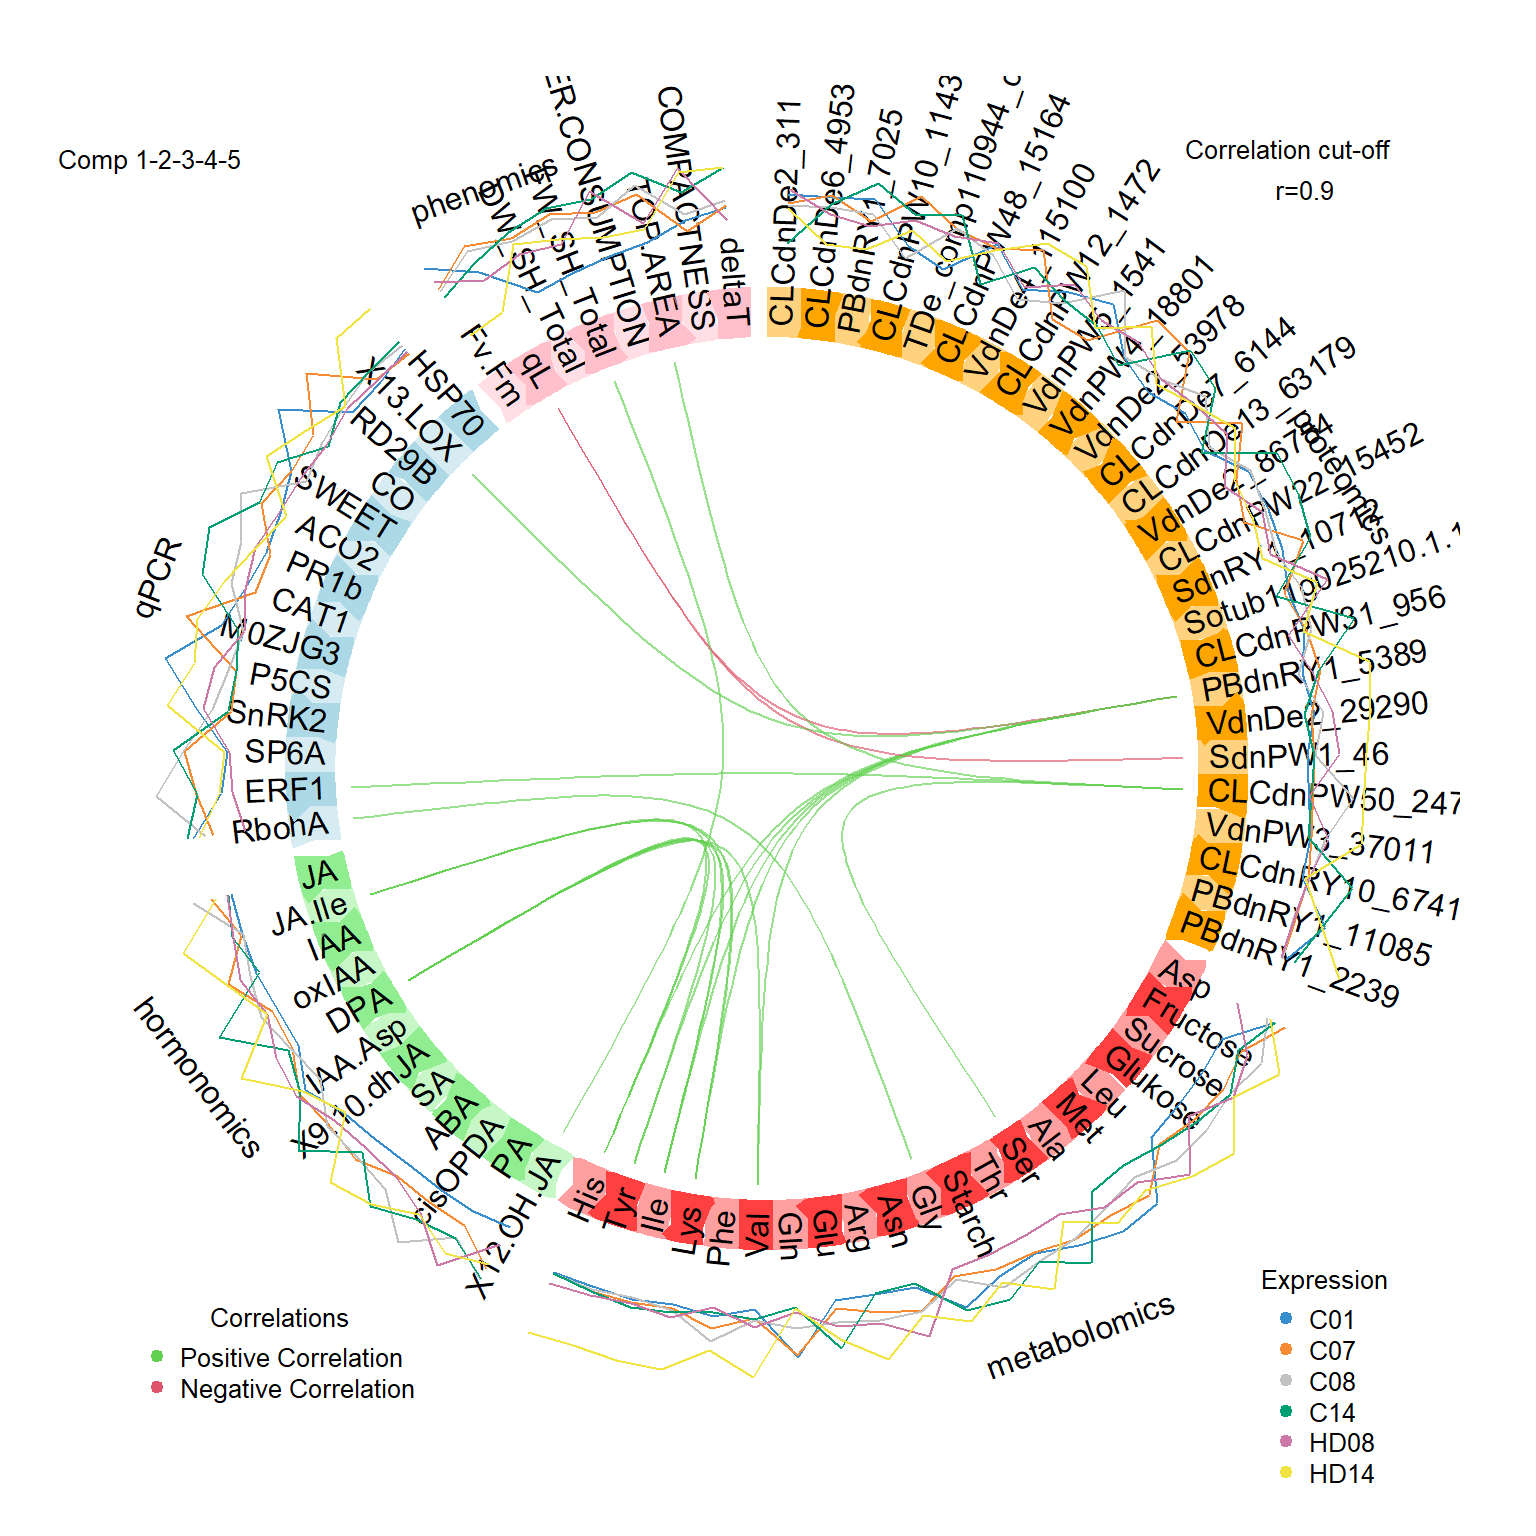 Comp 1-2-3-4-5
Correlation cut-off
r=0.9
phenomics
Fv.Fm
qL
DW_SH_Total
FW_SH_Total
ER.CONSUMPTION
TOP.AREA
COMPACTNESS
deltaT
proteomics
CLCdnDe2_311
CLCdnDe6_4953
PBdnRY1_7025
CLCdnPW10_1143
TDe_comp110944_c
CLCdnPW48_15164
VdnDe4_115100
CLCdnPW12_1472
VdnPW5_1541
VdnPW4_18801
VdnDe2_53978
CLCdnDe7_6144
CLCdnDe13_63179
VdnDe2_86754
CLCdnPW22_15452
SdnRY1_10712
Sotub11g025210.1.1
CLCdnPW31_956
PBdnRY1_5389
VdnDe2_29290
SdnPW1_46
CLCdnPW50_247
VdnPW3_37011
CLCdnRY10_6741
PBdnRY1_11085
PBdnRY1_2239
metabolomics
Asp
Fructose
Sucrose
Glukose
Leu
Met
Ala
Ser
Thr
Starch
Gly
Asn
Arg
Glu
Gln
Val
Phe
Lys
Ile
Tyr
His
hormonomics
X12.OH.JA
PA
cisOPDA
ABA
SA
X9.10.dhJA
IAA.Asp
DPA
oxIAA
IAA
JA.Ile
JA
qPCR
RbohA
ERF1
SP6A
SnRK2
P5CS
M0ZJG3
CAT1
PR1b
ACO2
SWEET
CO
RD29B
X13.LOX
HSP70
Correlations
Positive Correlation
Negative Correlation
Expression
C01
C07
C08
C14
HD08
HD14